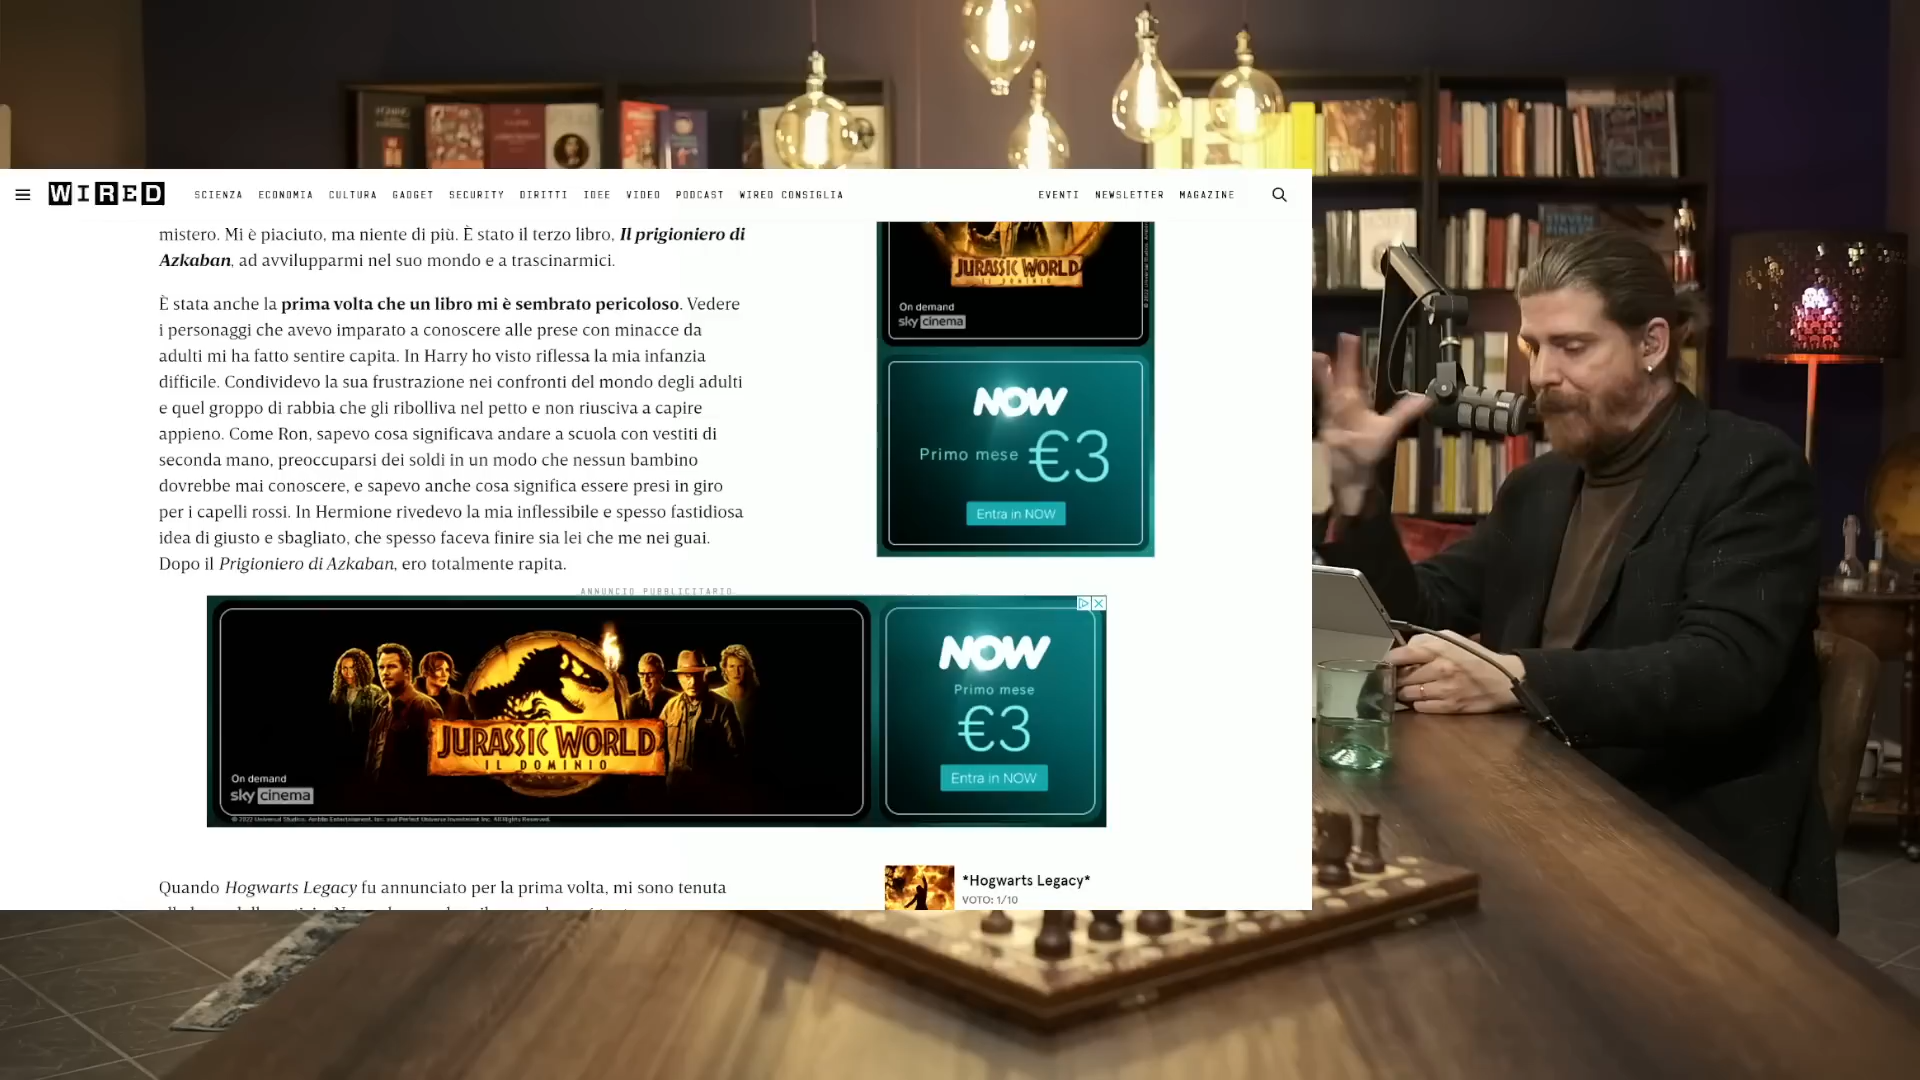 WIRED
SCIENZA ECONOMIA CULTURA GADGET SECURITY DIRITTI IDEE VIDEO PODCAST WIRED CONSIGLIA EVENTI NEWSLETTER MAGAZINE
mistero. Mi è piaciuto, ma niente di più. È stato il terzo libro, Il prigioniero di
Azkaban, ad avvilupparmi nel suo mondo e a trascinarmici.
È stata anche la prima volta che un libro mi è sembrato pericoloso. Vedere
i personaggi che avevo imparato a conoscere alle prese con minacce da
adulti mi ha fatto sentire capita. In Harry ho visto riflessa la mia infanzia
difficile. Condividevo la sua frustrazione nei confronti del mondo degli adulti
e quel groppo di rabbia che gli ribolliva nel petto e non riusciva a capire
appieno. Come Ron, sapevo cosa significava andare a scuola con vestiti di
seconda mano, preoccuparsi dei soldi in un modo che nessun bambino
dovrebbe mai conoscere, e sapevo anche cosa significa essere presi in giro
per i capelli rossi. In Hermione rivedevo la mia inflessibile e spesso fastidiosa
idea di giusto e sbagliato, che spesso faceva finire sia lei che me nei guai.
Dopo il Prigioniero di Azkaban, ero totalmente rapita.
JURASSIC WORLD
IL DOMINIO
On demand
sky cinema
NOW
Primo mese €3
Entra in NOW
ANNUNCIO PUBBLICITARIO
JURASSIC WORLD
IL DOMINIO
On demand
sky cinema
NOW
Primo mese
€3
Entra in NOW
Quando Hogwarts Legacy fu annunciato per la prima volta, mi sono tenuta
*Hogwarts Legacy*
VOTO: 1/10